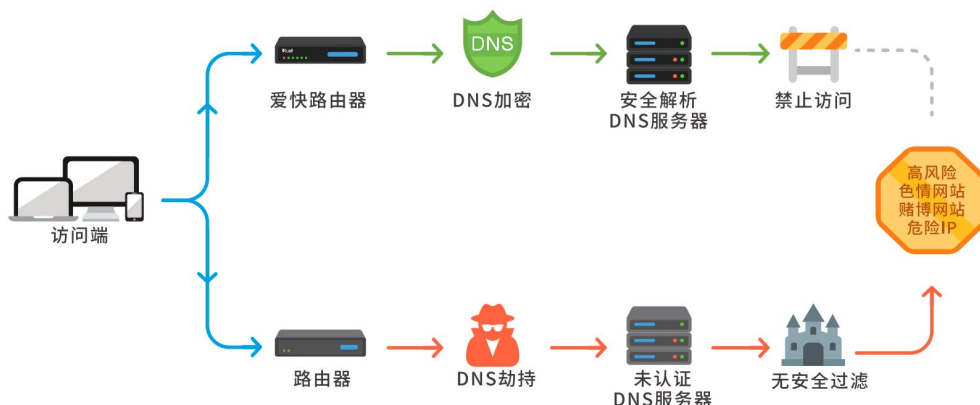 iKuai
DNS
爱快路由器
DNS加密
安全解析
DNS服务器
禁止访问
访问端
高风险
色情网站
赌博网站
危险IP
路由器
DNS劫持
未认证
DNS服务器
无安全过滤